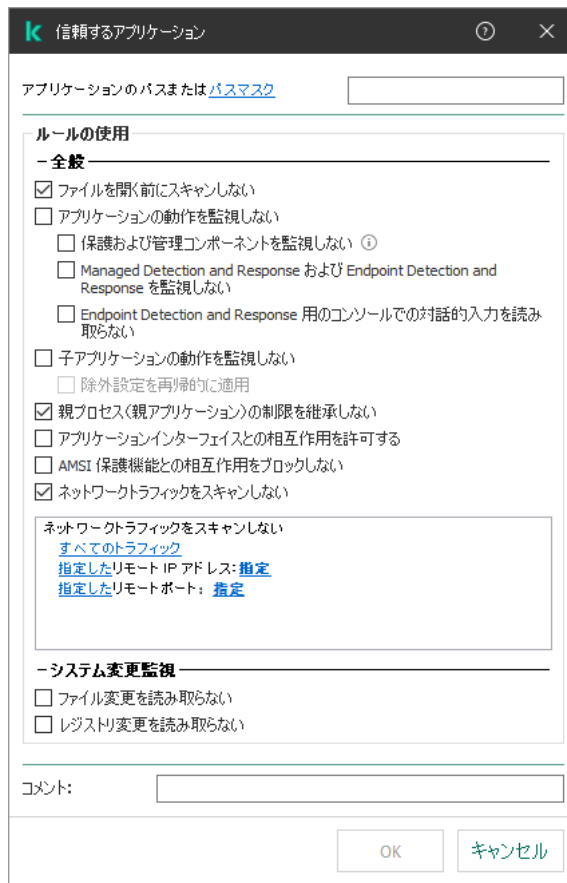 信頼するアプリケーション
アプリケーションのパスまたはパスマスク
ルールの使用
全般
ファイルを開く前にスキャンしない
アプリケーションの動作を監視しない
保護および管理コンポーネントを監視しない
Managed Detection and Response および Endpoint Detection and
Response を監視しない
Endpoint Detection and Response 用のコンソールでの対話的入力を読み
取らない
子アプリケーションの動作を監視しない
除外設定を再帰的に適用
親プロセス(親アプリケーション)の制限を継承しない
アプリケーションインターフェイスとの相互作用を許可する
AMSI 保護機能との相互作用をブロックしない
ネットワークトラフィックをスキャンしない
ネットワークトラフィックをスキャンしない
すべてのトラフィック
指定したリモート IP アドレス: 指定
指定したリモートポート: 指定
システム変更監視
ファイル変更を読み取らない
レジストリ変更を読み取らない
コメント:
OK
キャンセル